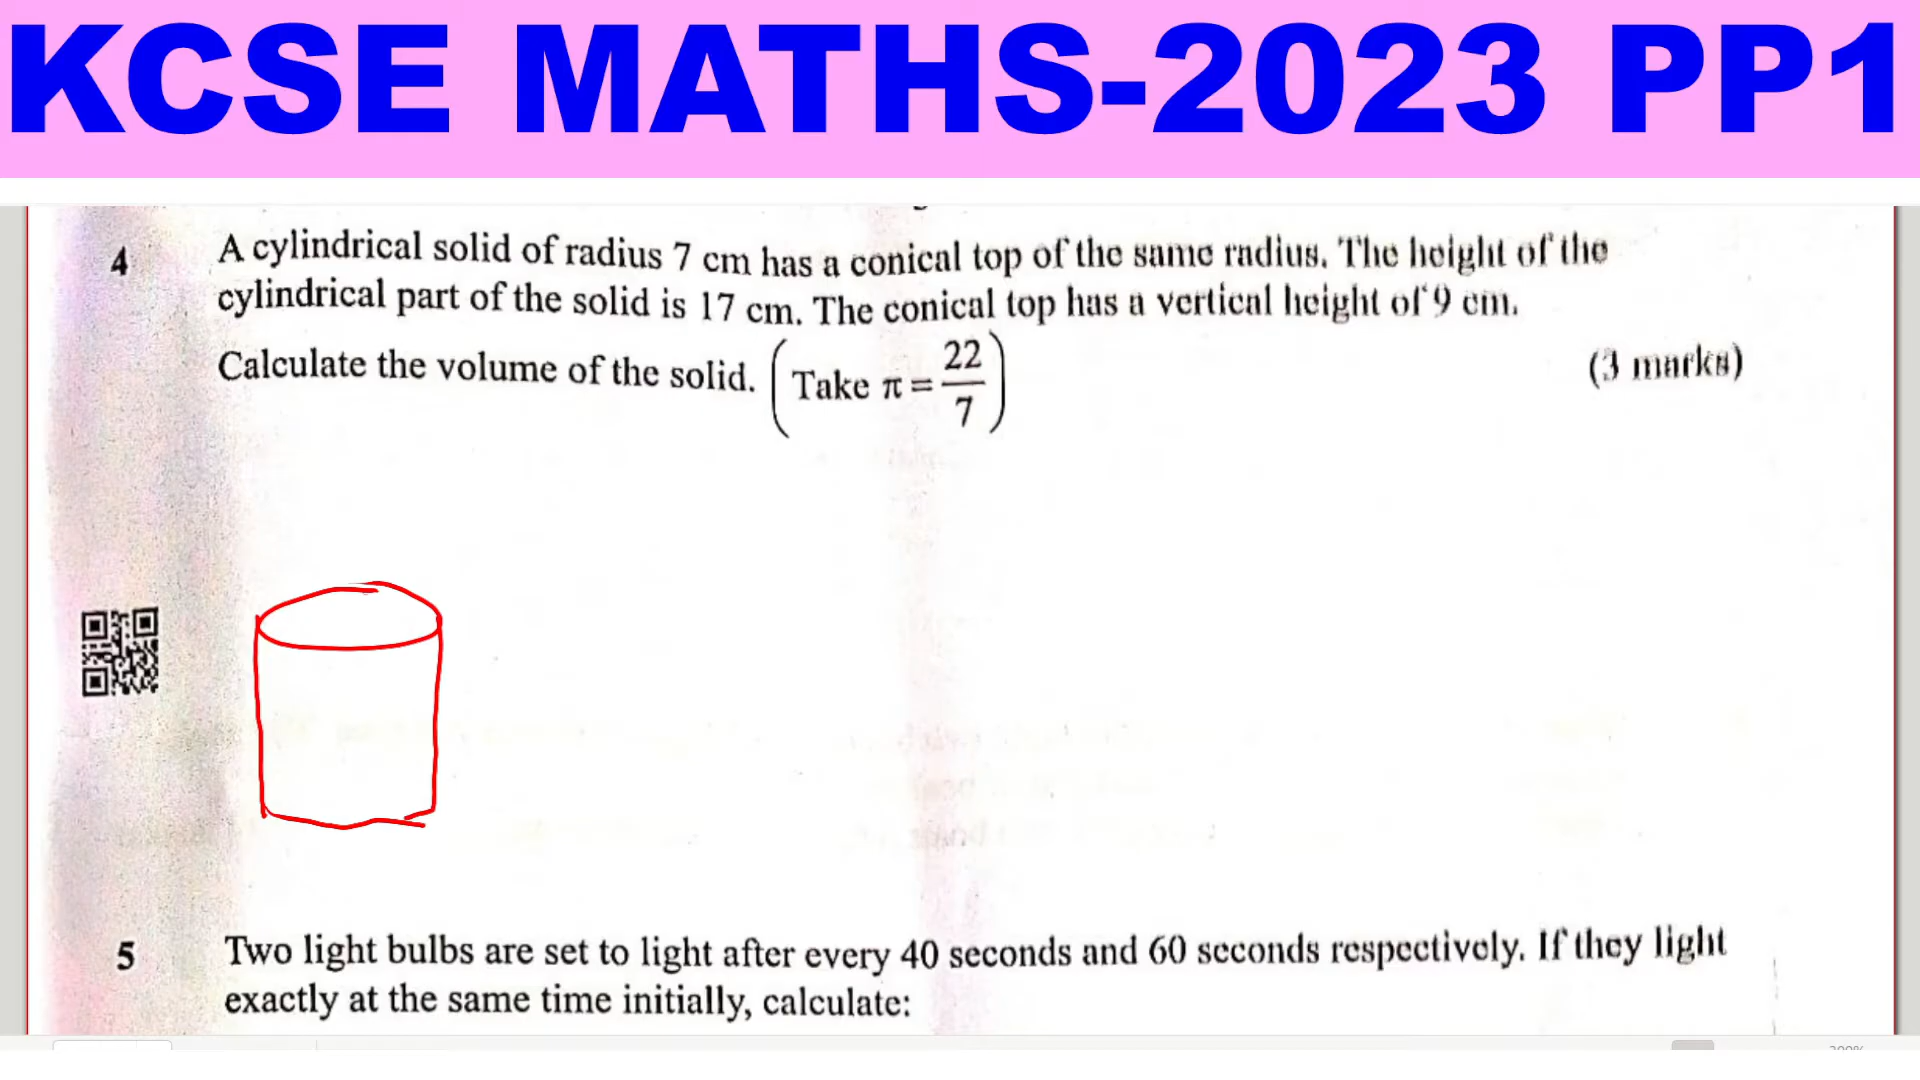 KCSE MATHS-2023 PP1
4 A cylindrical solid of radius 7 cm has a conical top of the same radius. The height of the
cylindrical part of the solid is 17 cm. The conical top has a vertical height of 9 cm.
Calculate the volume of the solid. (Take π = 22/7) (3 marks)
5 Two light bulbs are set to light after every 40 seconds and 60 seconds respectively. If they light
exactly at the same time initially, calculate: